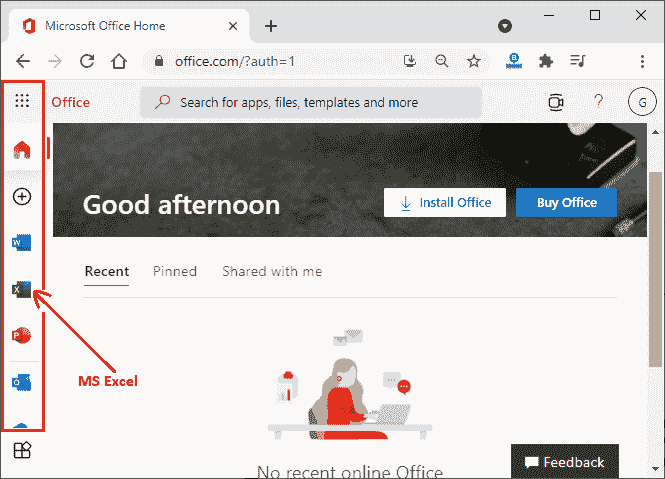 Microsoft Office Home
office.com/?auth=1
Office
Search for apps, files, templates and more
?
G
Good afternoon
Install Office
Buy Office
Recent
Pinned
Shared with me
W
X
P
O
MS Excel
No recent online Office
Feedback